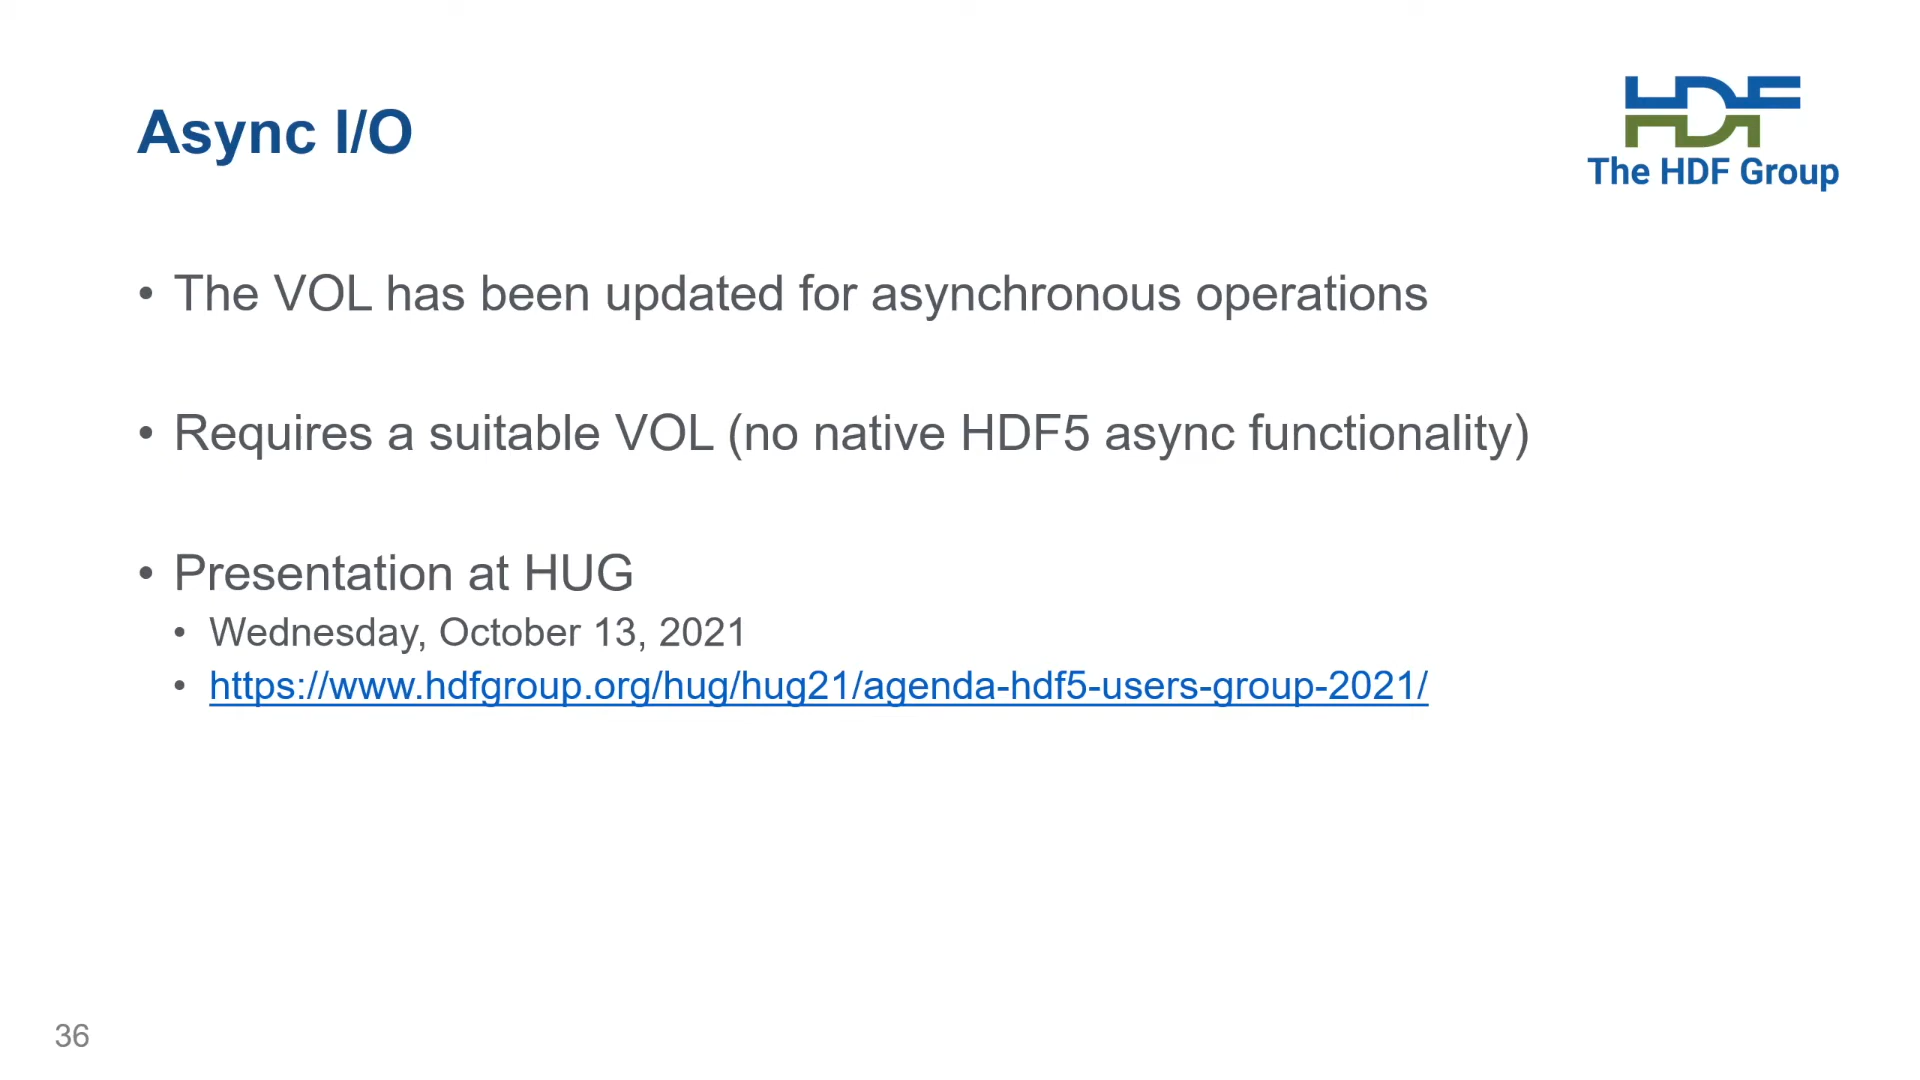 Async I/O
HDF
The HDF Group
• The VOL has been updated for asynchronous operations
• Requires a suitable VOL (no native HDF5 async functionality)
• Presentation at HUG
• Wednesday, October 13, 2021
• https://www.hdfgroup.org/hug/hug21/agenda-hdf5-users-group-2021/
36